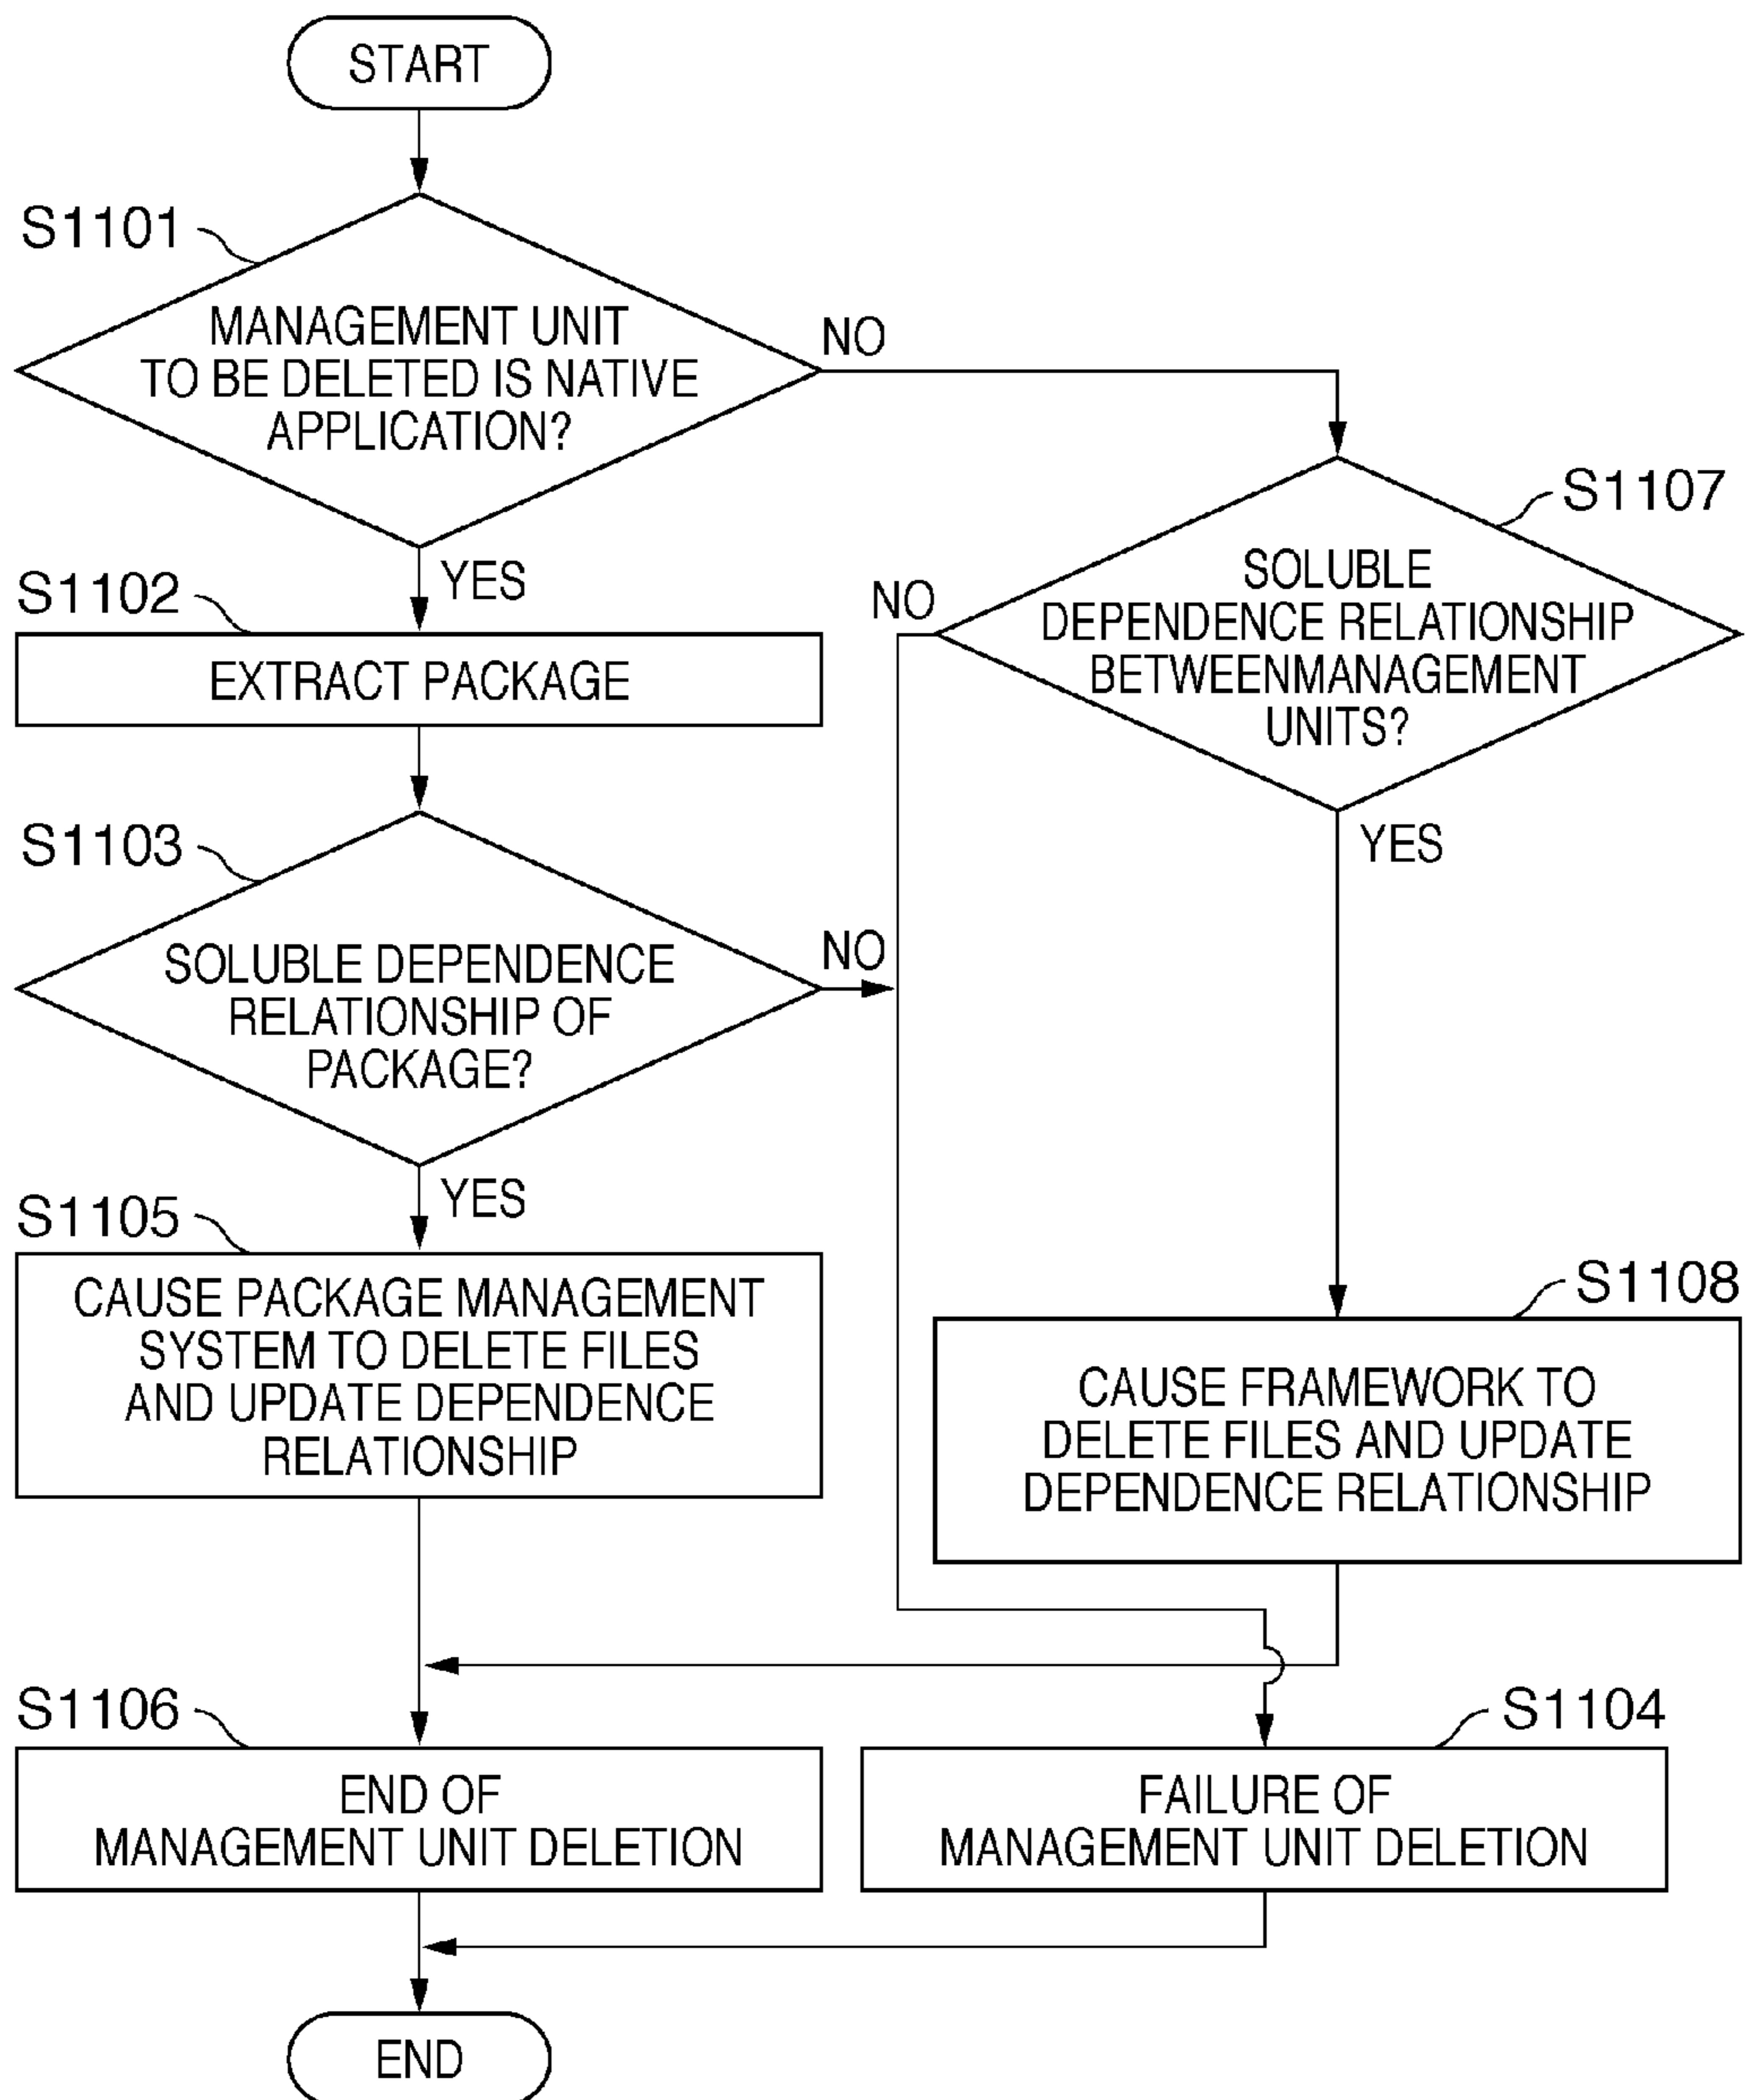 START
S1101
MANAGEMENT UNIT
TO BE DELETED IS NATIVE
APPLICATION?
NO
YES
S1102
EXTRACT PACKAGE
S1107
SOLUBLE
DEPENDENCE RELATIONSHIP
BETWEENMANAGEMENT
UNITS?
NO
YES
S1103
SOLUBLE DEPENDENCE
RELATIONSHIP OF
PACKAGE?
NO
YES
S1105
CAUSE PACKAGE MANAGEMENT
SYSTEM TO DELETE FILES
AND UPDATE DEPENDENCE
RELATIONSHIP
S1108
CAUSE FRAMEWORK TO
DELETE FILES AND UPDATE
DEPENDENCE RELATIONSHIP
S1106
END OF
MANAGEMENT UNIT DELETION
S1104
FAILURE OF
MANAGEMENT UNIT DELETION
END